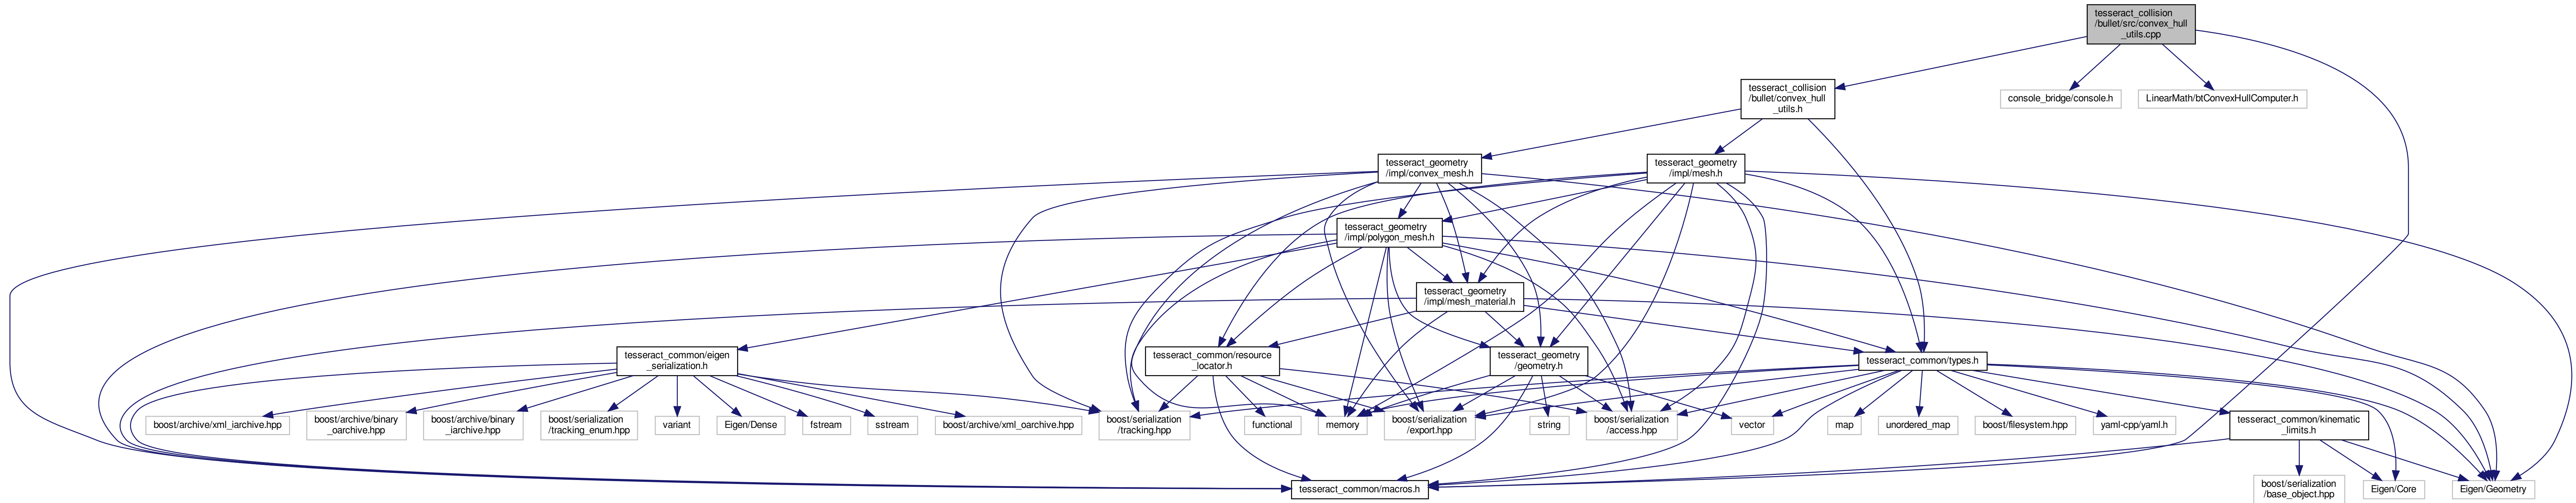 tesseract_collision
/bullet/src/convex_hull
_utils.cpp
tesseract_collision
/bullet/convex_hull
_utils.h
console_bridge/console.h
LinearMath/btConvexHullComputer.h
tesseract_geometry
/impl/convex_mesh.h
tesseract_geometry
/impl/mesh.h
tesseract_geometry
/impl/polygon_mesh.h
tesseract_geometry
/impl/mesh_material.h
tesseract_common/eigen
_serialization.h
tesseract_common/resource
_locator.h
tesseract_geometry
/geometry.h
tesseract_common/types.h
boost/archive/xml_iarchive.hpp
boost/archive/binary
_oarchive.hpp
boost/archive/binary
_iarchive.hpp
boost/serialization
/tracking_enum.hpp
variant
Eigen/Dense
fstream
sstream
boost/archive/xml_oarchive.hpp
boost/serialization
/tracking.hpp
functional
memory
boost/serialization
/export.hpp
string
boost/serialization
/access.hpp
vector
map
unordered_map
boost/filesystem.hpp
yaml-cpp/yaml.h
tesseract_common/kinematic
_limits.h
tesseract_common/macros.h
boost/serialization
/base_object.hpp
Eigen/Core
Eigen/Geometry